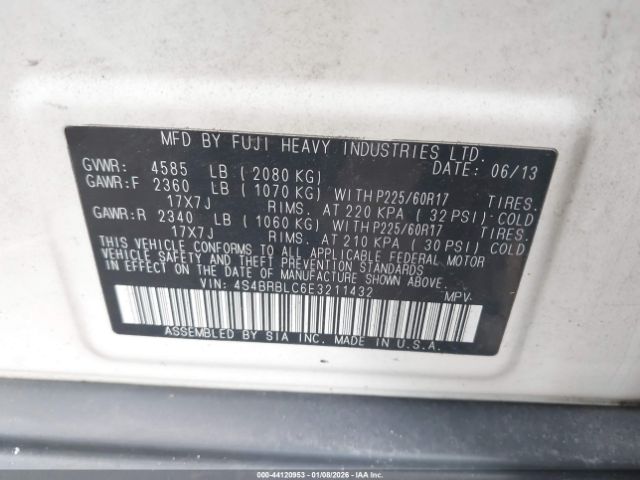 MFD BY FUJI HEAVY INDUSTRIES LTD.
GVWR: 4585 LB (2080 KG) DATE: 06/13
GAWR:F 2360 LB (1070 KG) WITH P225/60R17 TIRES.
17X7J RIMS. AT 220 KPA (32 PSI) COLD
GAWR:R 2340 LB (1060 KG) WITH P225/60R17 TIRES.
17X7J RIMS. AT 210 KPA (30 PSI) COLD
THIS VEHICLE CONFORMS TO ALL APPLICABLE FEDERAL MOTOR
VEHICLE SAFETY AND THEFT PREVENTION STANDARDS
IN EFFECT ON THE DATE OF MANUFACTURE SHOWN ABOVE.
VIN: 4S4BRBLC6E3211432 MPV
ASSEMBLED BY SIA INC. MADE IN U.S.A.
000-44120953 | 01/08/2026 | IAAI.COM